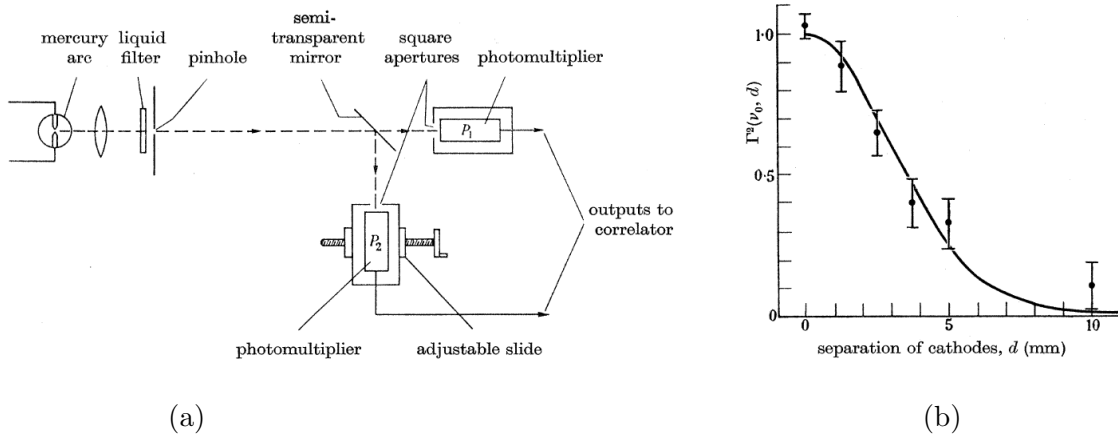 mercury
arc
liquid
filter
pinhole
semi-
transparent
mirror
square
apertures
photomultiplier
P₁
P₂
outputs to
correlator
photomultiplier
adjustable slide
(a)
Γ²(ν₀, d)
1·0
0·5
0
0
5
10
separation of cathodes, d (mm)
(b)